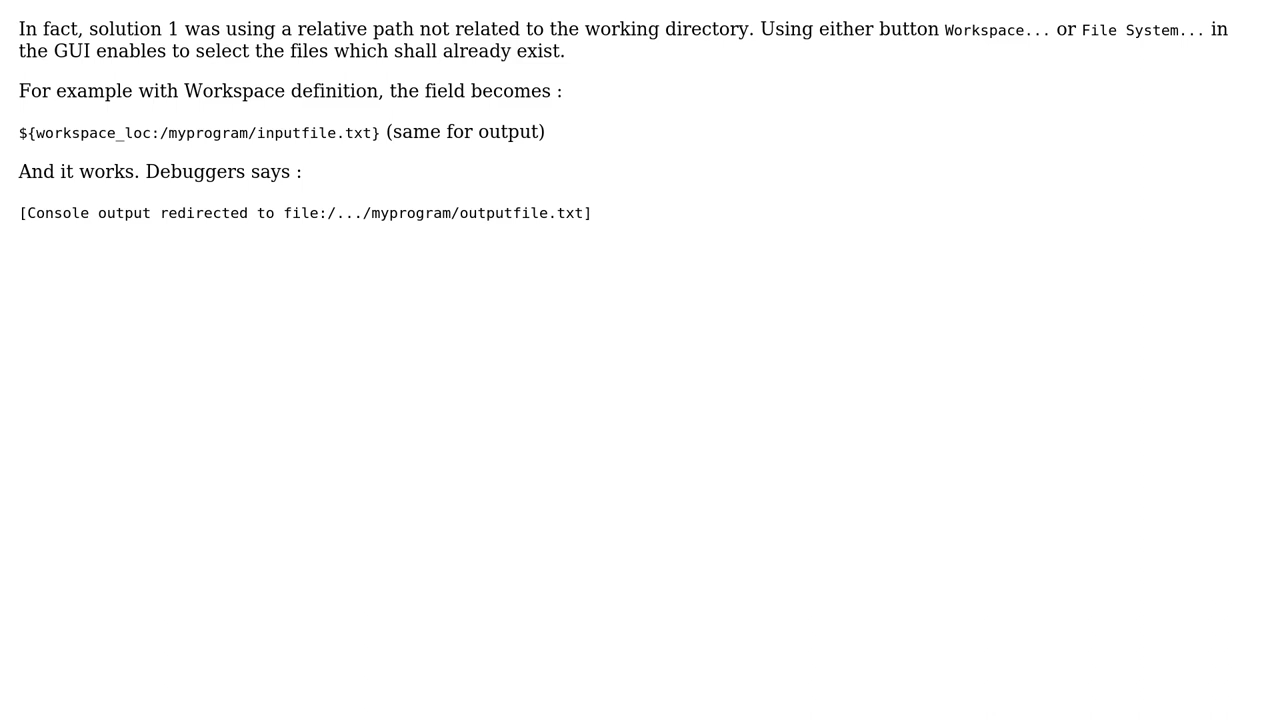 In fact, solution 1 was using a relative path not related to the working directory. Using either button Workspace... or File System... in
the GUI enables to select the files which shall already exist.
For example with Workspace definition, the field becomes :
${workspace_loc:/myprogram/inputfile.txt} (same for output)
And it works. Debuggers says :
[Console output redirected to file:/.../myprogram/outputfile.txt]